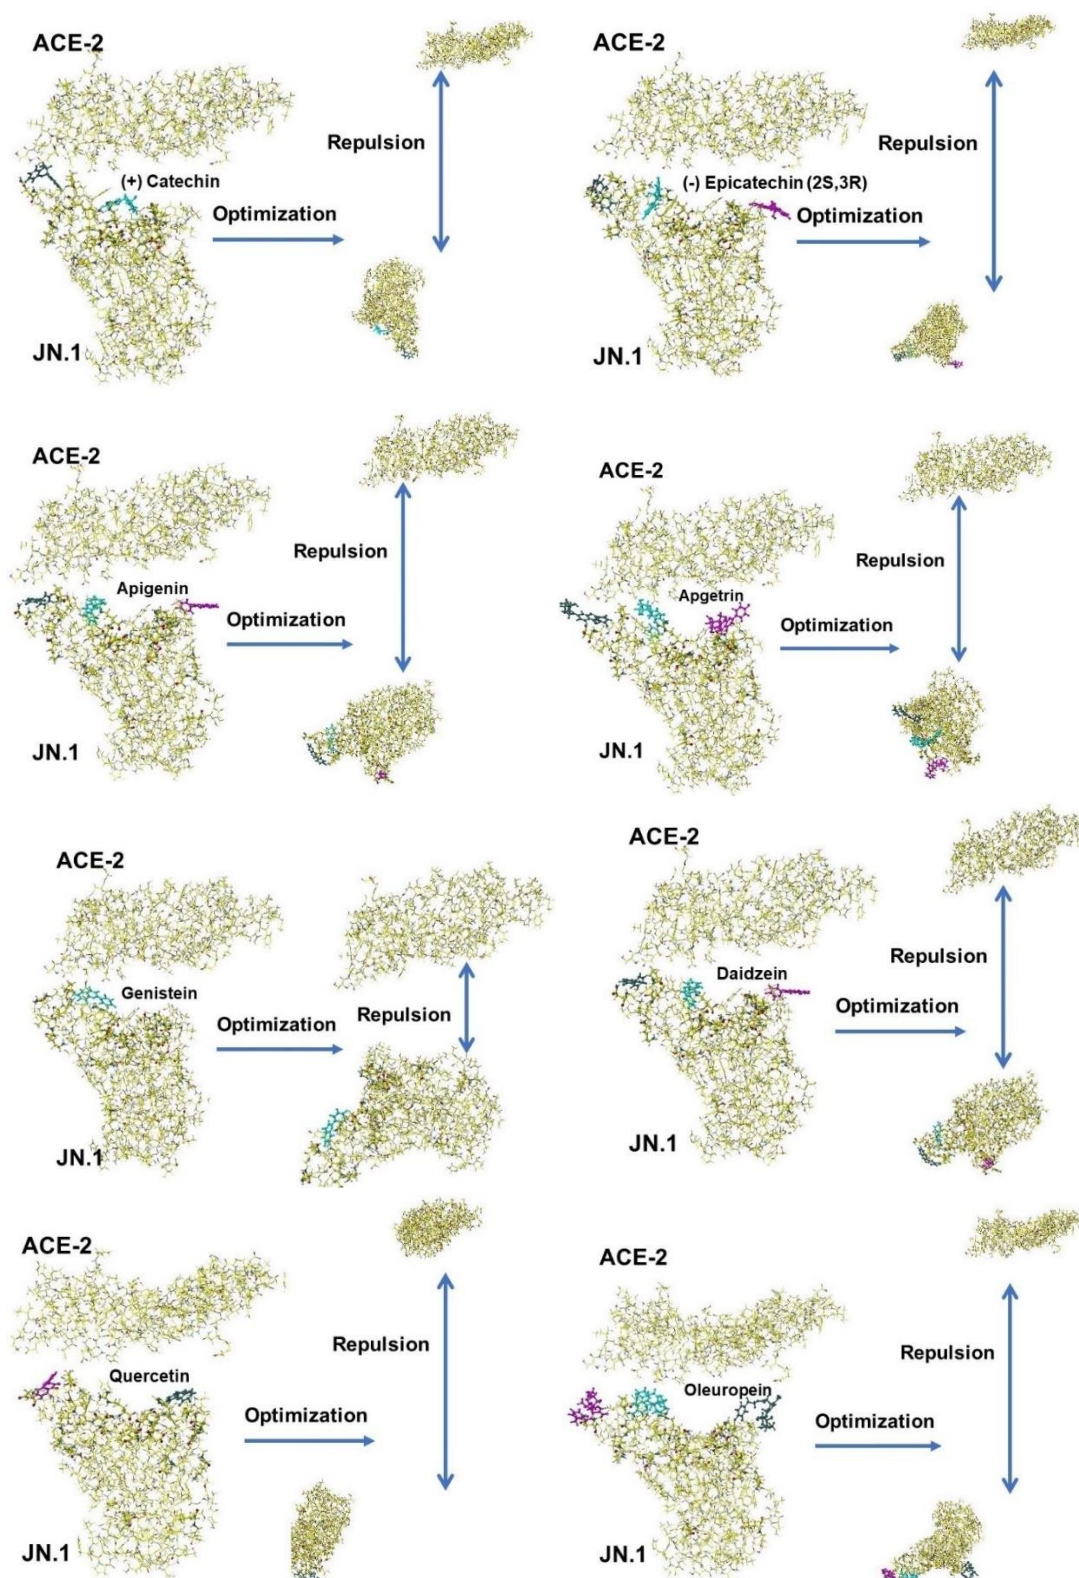 ACE-2
Repulsion
(+) Catechin
Optimization
JN.1
ACE-2
Repulsion
(-) Epicatechin (2S,3R)
Optimization
JN.1
ACE-2
Repulsion
Apigenin
Optimization
JN.1
ACE-2
Repulsion
Apgetrin
Optimization
JN.1
ACE-2
Genistein
Repulsion
Optimization
JN.1
ACE-2
Repulsion
Daidzein
Optimization
JN.1
ACE-2
Repulsion
Quercetin
Optimization
JN.1
ACE-2
Repulsion
Oleuropein
Optimization
JN.1